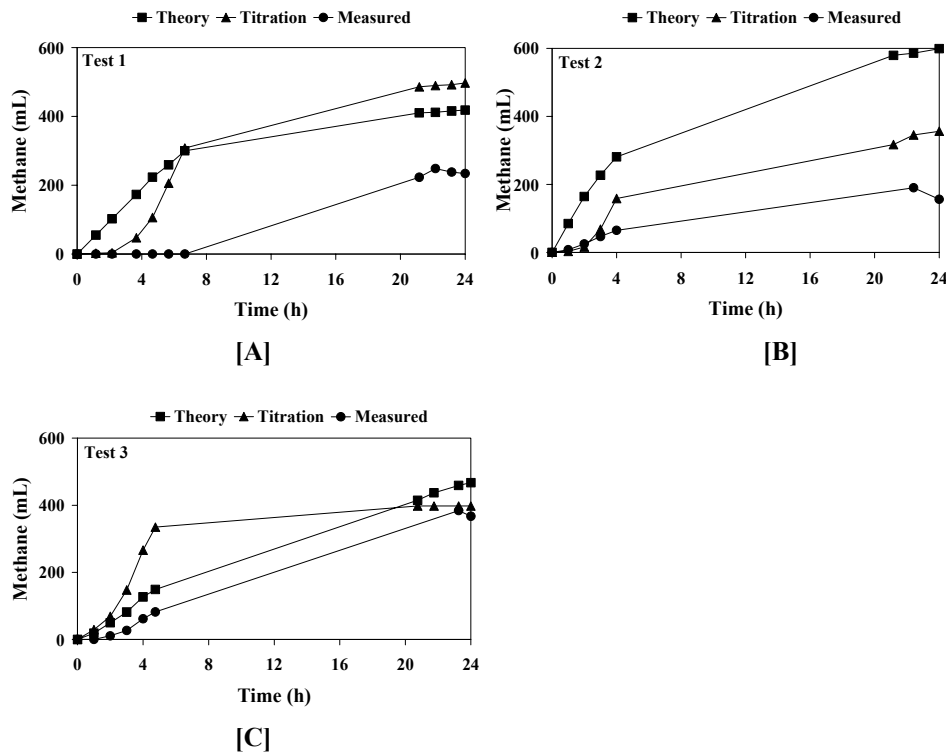 Theory Titration Measured
Test 1
600
400
200
0
Methane (mL)
0 4 8 12 16 20 24
Time (h)
[A]
Theory Titration Measured
Test 2
600
400
200
0
Methane (mL)
0 4 8 12 16 20 24
Time (h)
[B]
Theory Titration Measured
Test 3
600
400
200
0
Methane (mL)
0 4 8 12 16 20 24
Time (h)
[C]